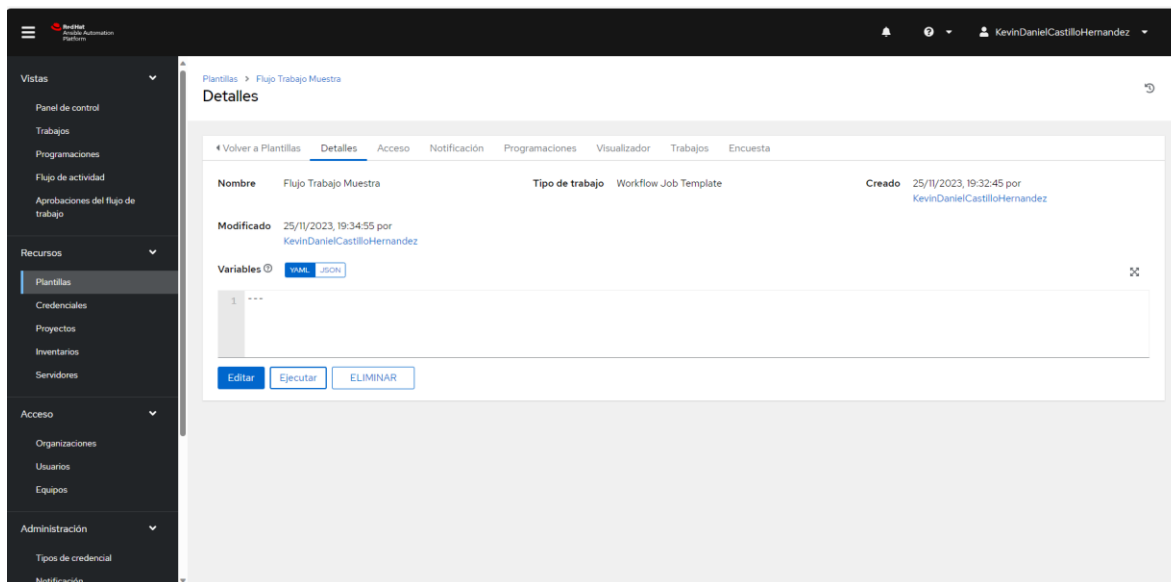 RedHat
Ansible Automation
Platform
KevinDanielCastilloHernandez
Vistas
Panel de control
Trabajos
Programaciones
Flujo de actividad
Aprobaciones del flujo de
trabajo
Recursos
Plantillas
Credenciales
Proyectos
Inventarios
Servidores
Acceso
Organizaciones
Usuarios
Equipos
Administración
Tipos de credencial
Notificación
Plantillas > Flujo Trabajo Muestra
Detalles
Volver a Plantillas Detalles Acceso Notificación Programaciones Visualizador Trabajos Encuesta
Nombre Flujo Trabajo Muestra Tipo de trabajo Workflow Job Template Creado 25/11/2023, 19:32:45 por
KevinDanielCastilloHernandez
Modificado 25/11/2023, 19:34:55 por
KevinDanielCastilloHernandez
Variables YAML JSON
1 ---
Editar Ejecutar ELIMINAR